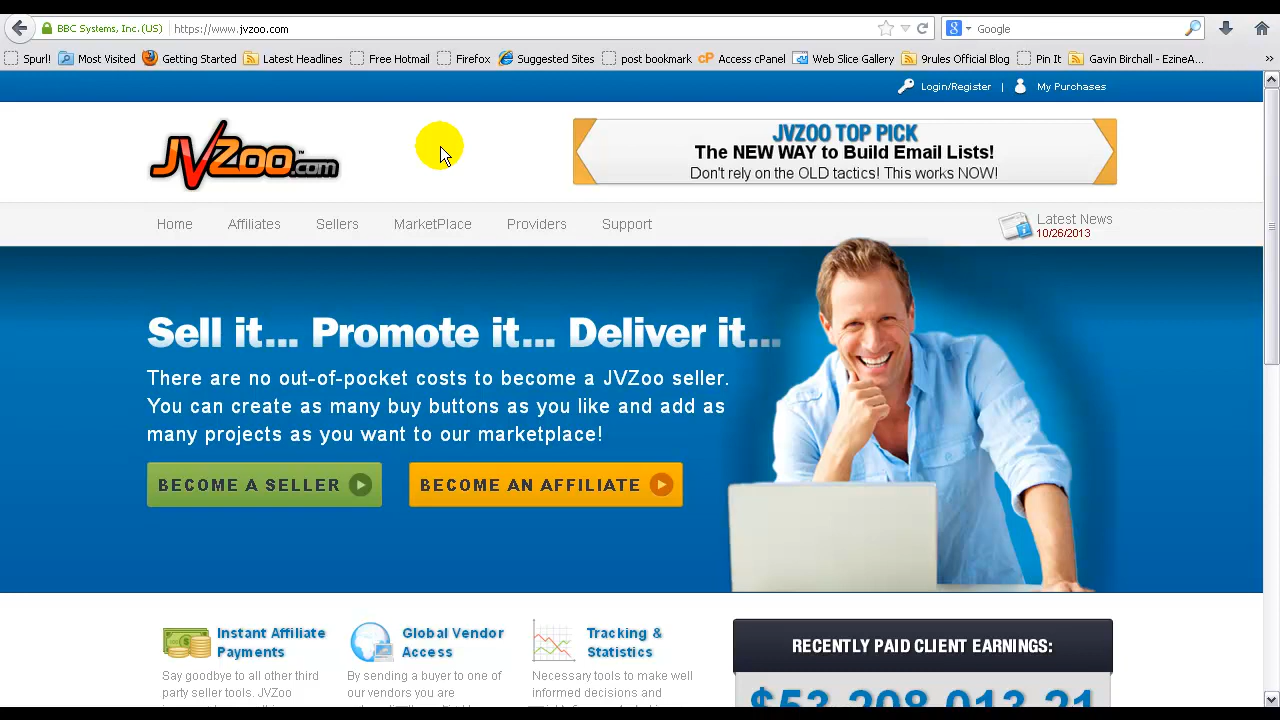 BBC Systems, Inc. (US)
https://www.jvzoo.com
Google
Spurl!
Most Visited
Getting Started
Latest Headlines
Free Hotmail
Firefox
Suggested Sites
post bookmark
cP Access cPanel
Web Slice Gallery
9rules Official Blog
Pin It
Gavin Birchall - EzineA...
»
Login/Register | My Purchases
JVZoo.com™
JVZOO TOP PICK
The NEW WAY to Build Email Lists!
Don't rely on the OLD tactics! This works NOW!
Home
Affiliates
Sellers
MarketPlace
Providers
Support
Latest News
10/26/2013
Sell it... Promote it... Deliver it...
There are no out-of-pocket costs to become a JVZoo seller.
You can create as many buy buttons as you like and add as
many projects as you want to our marketplace!
BECOME A SELLER
BECOME AN AFFILIATE
Instant Affiliate
Payments
Say goodbye to all other third
party seller tools. JVZoo
Global Vendor
Access
By sending a buyer to one of
our vendors you are
Tracking &
Statistics
Necessary tools to make well
informed decisions and
RECENTLY PAID CLIENT EARNINGS:
$53,208,013.21